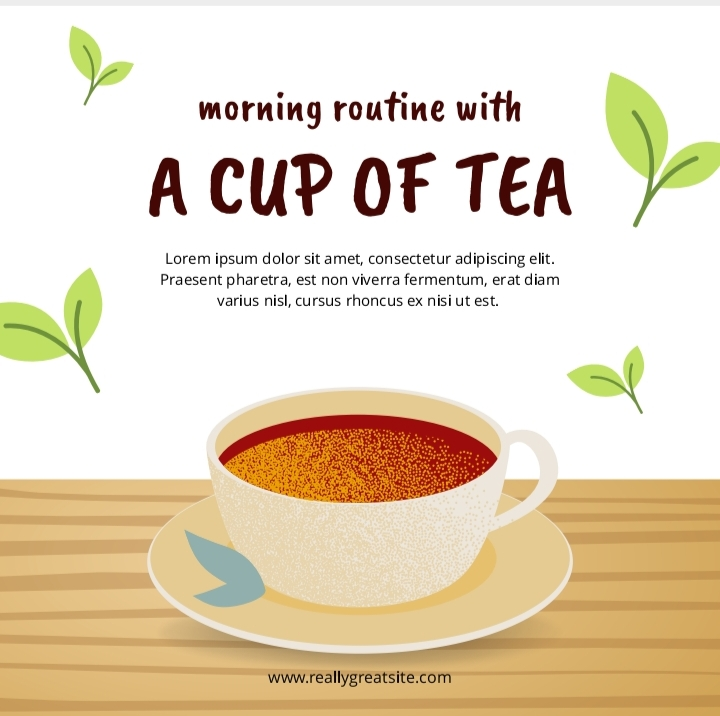 morning routine with
A CUP OF TEA
Lorem ipsum dolor sit amet, consectetur adipiscing elit.
Praesent pharetra, est non viverra fermentum, erat diam
varius nisl, cursus rhoncus ex nisi ut est.
www.reallygreatsite.com